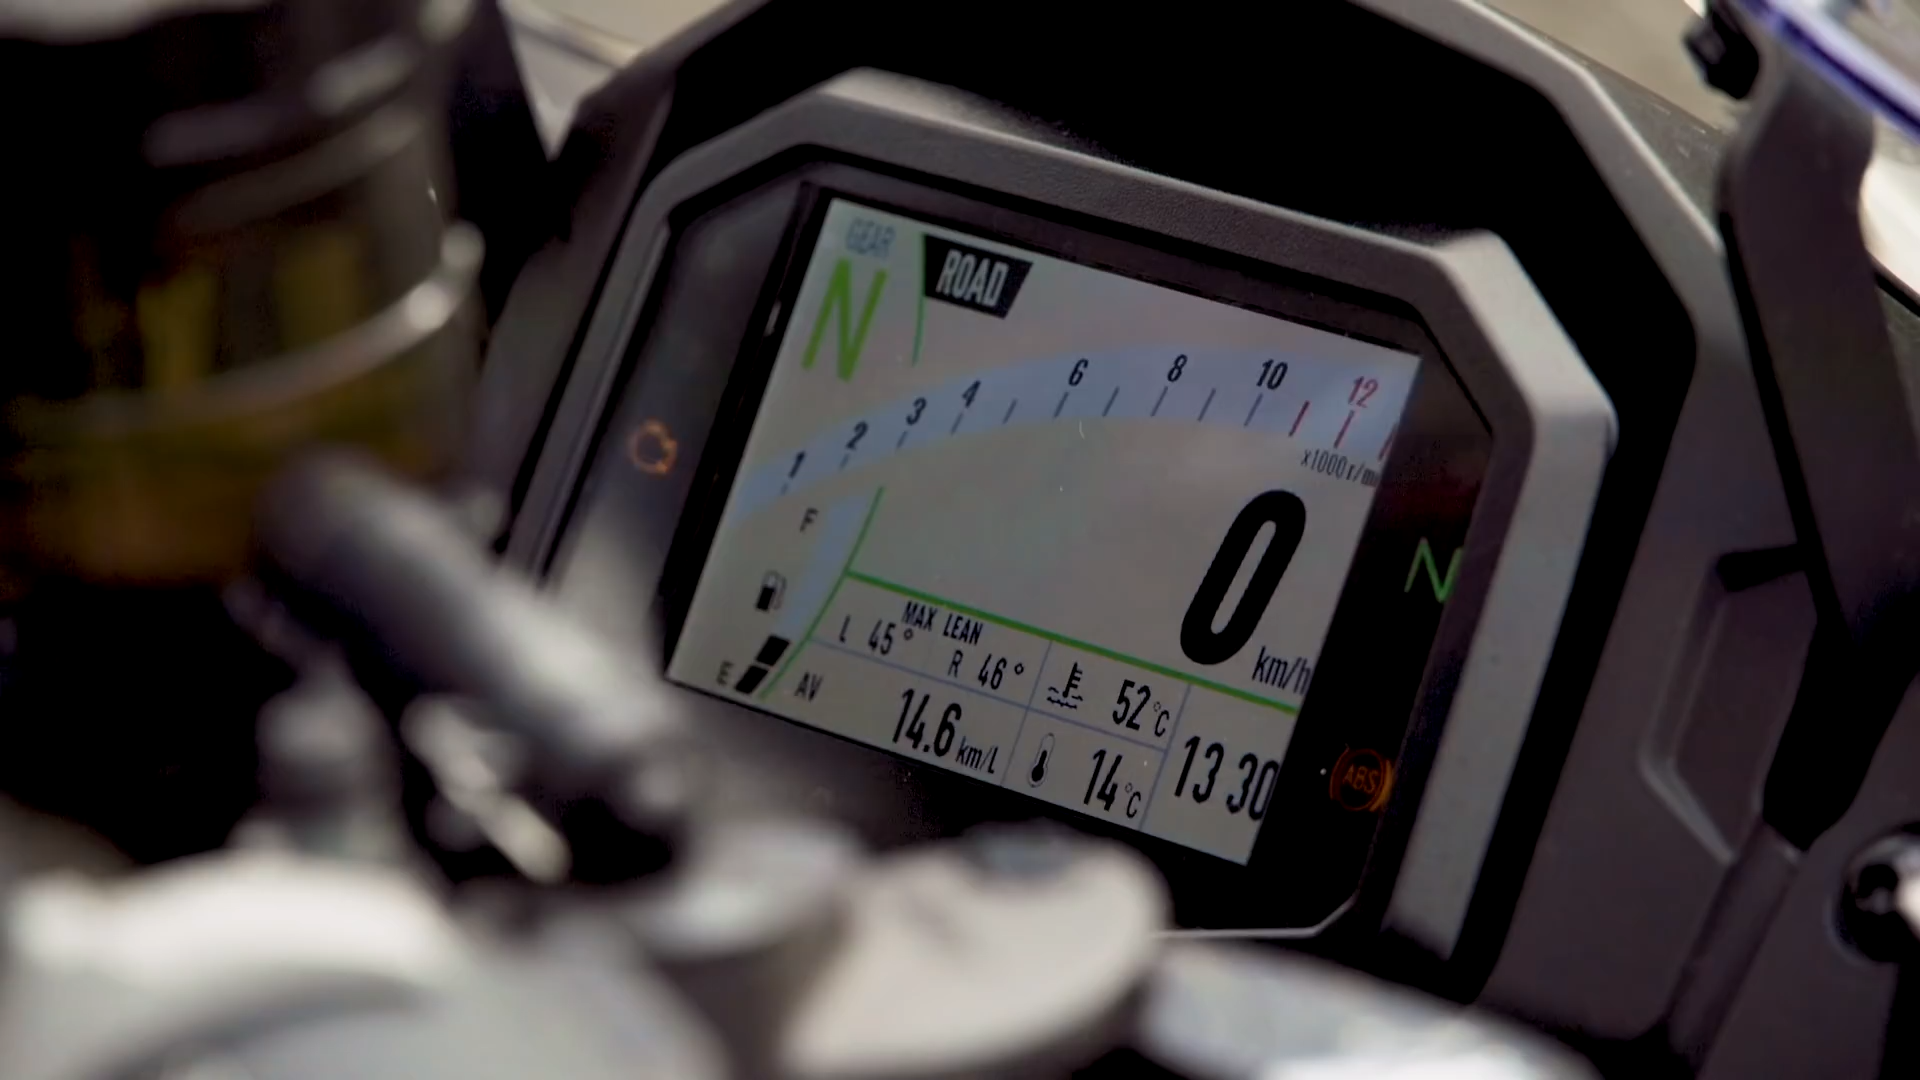 GEAR
N
ROAD
1 2 3 4 6 8 10 12
x1000 r/m
F
0
km/h
N
MAX LEAN
L 45° R 46°
52°C
E
AV
14.6 km/L
14°C
13 30
ABS